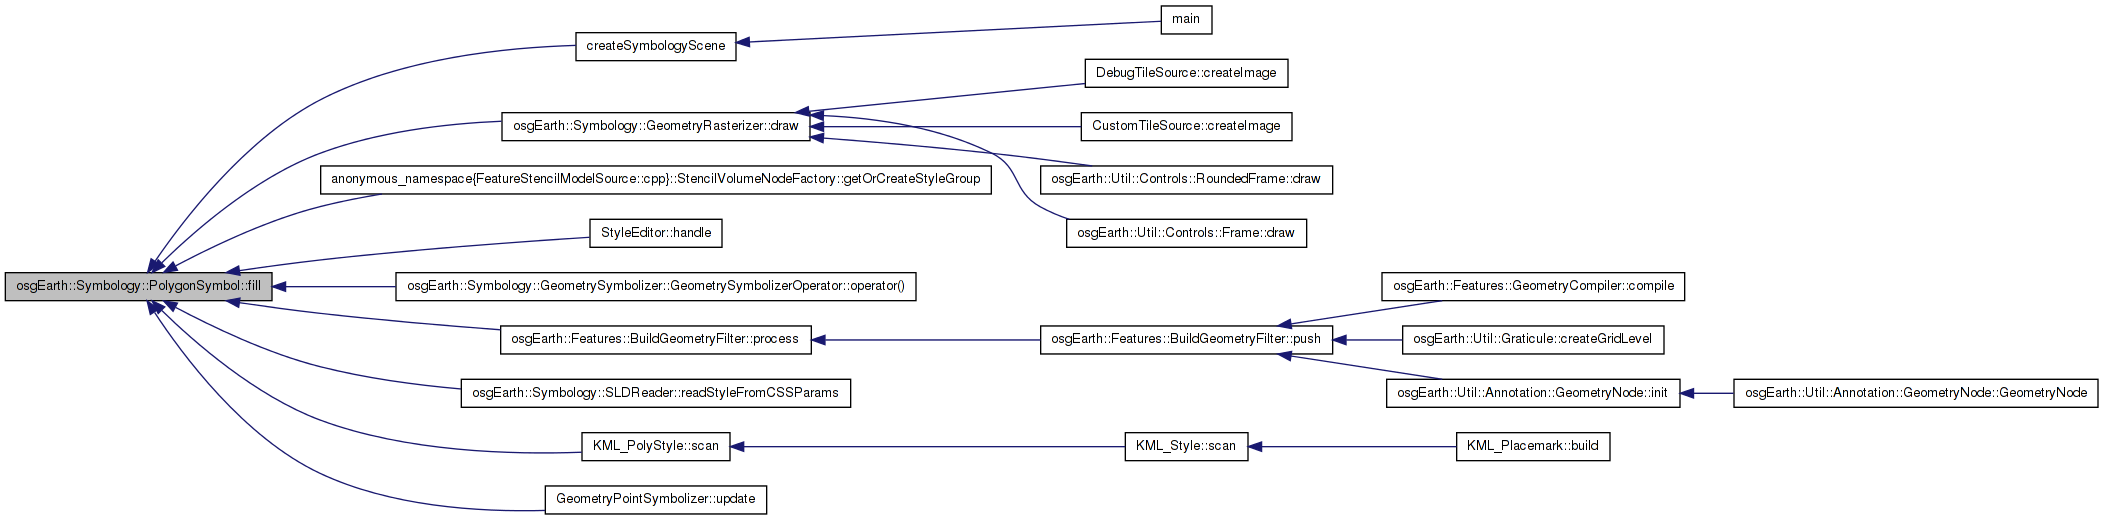 main
createSymbologyScene
DebugTileSource::createImage
osgEarth::Symbology::GeometryRasterizer::draw
CustomTileSource::createImage
anonymous_namespace{FeatureStencilModelSource::cpp}::StencilVolumeNodeFactory::getOrCreateStyleGroup
osgEarth::Util::Controls::RoundedFrame::draw
StyleEditor::handle
osgEarth::Util::Controls::Frame::draw
osgEarth::Symbology::PolygonSymbol::fill
osgEarth::Symbology::GeometrySymbolizer::GeometrySymbolizerOperator::operator()
osgEarth::Features::GeometryCompiler::compile
osgEarth::Features::BuildGeometryFilter::process
osgEarth::Features::BuildGeometryFilter::push
osgEarth::Util::Graticule::createGridLevel
osgEarth::Symbology::SLDReader::readStyleFromCSSParams
osgEarth::Util::Annotation::GeometryNode::init
osgEarth::Util::Annotation::GeometryNode::GeometryNode
KML_PolyStyle::scan
KML_Style::scan
KML_Placemark::build
GeometryPointSymbolizer::update